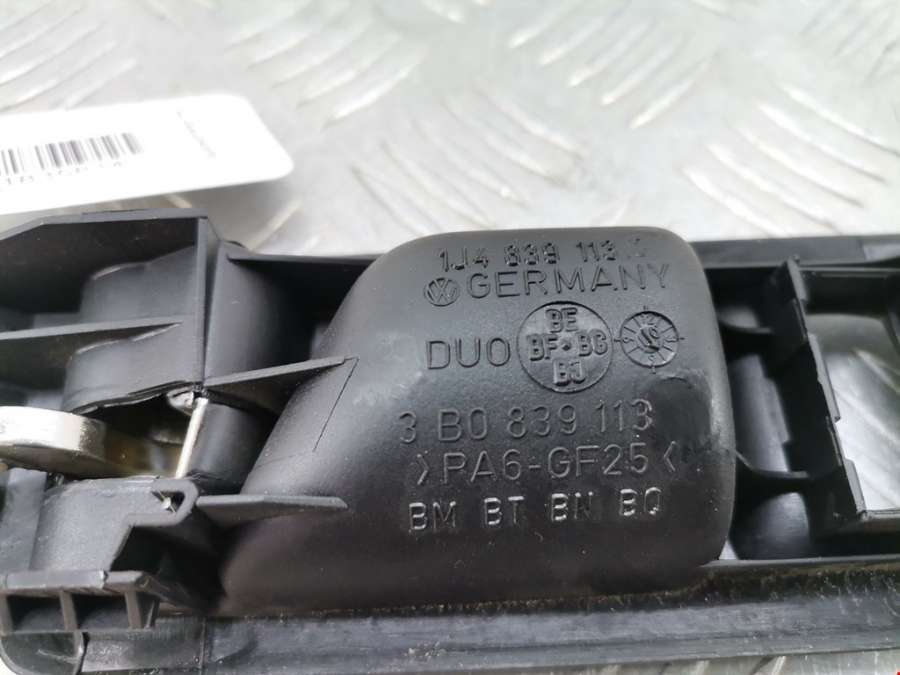 1J4 839 113
GERMANY
DUO
BE
BF·BG
BJ
3 B0 839 113
>PA6-GF25<
BM BT BN BQ